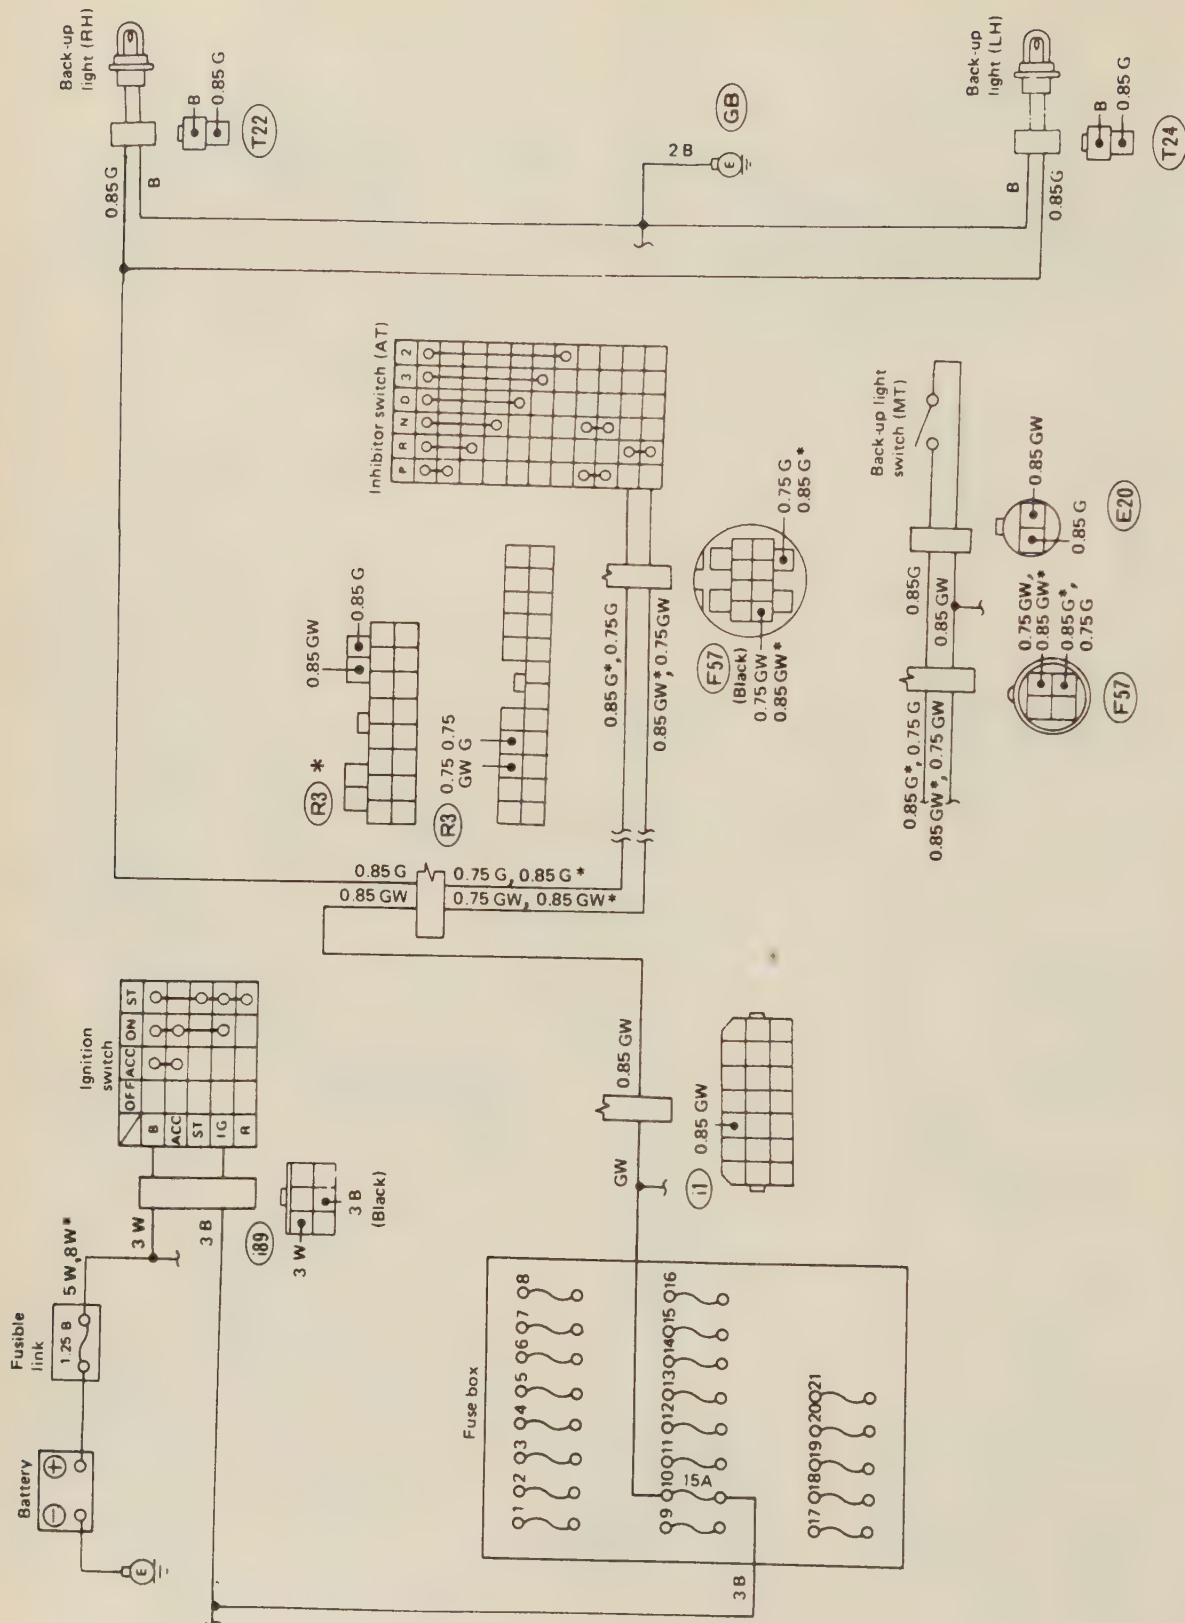 Back-up
light (RH)
B
0.85 G
T22
0.85 G
B
GB
2 B
E
Back-up
light (LH)
B
0.85 G
T24
B
0.85G
Inhibitor switch (AT)
P R N D 3 2
0.85 GW
0.85 G
R3 *
R3
0.75 0.75
GW G
0.85 G*, 0.75 G
0.85 GW*, 0.75 GW
F57
(Black)
0.75 GW
0.85 GW*
0.75 G
0.85 G*
Back-up light
switch (MT)
0.85G
0.85 GW
0.85 GW
0.85 G
E20
0.75 GW,
0.85 GW*
0.85 G*,
0.75 G
F57
0.85 G*, 0.75 G
0.85 GW*, 0.75 GW
0.85 G
0.85 GW
0.75 G, 0.85 G*
0.75 GW, 0.85 GW*
Ignition
switch
OFF ACC ON ST
B
ACC
ST
IG
R
3 W
3 B
i89
3 W
3 B
(Black)
5 W, 8W*
Fusible
link
1.25 B
Battery
− +
E
0.85 GW
GW
i1
0.85 GW
Fuse box
1 2 3 4 5 6 7 8
9 10 11 12 13 14 15 16
15A
17 18 19 20 21
3 B